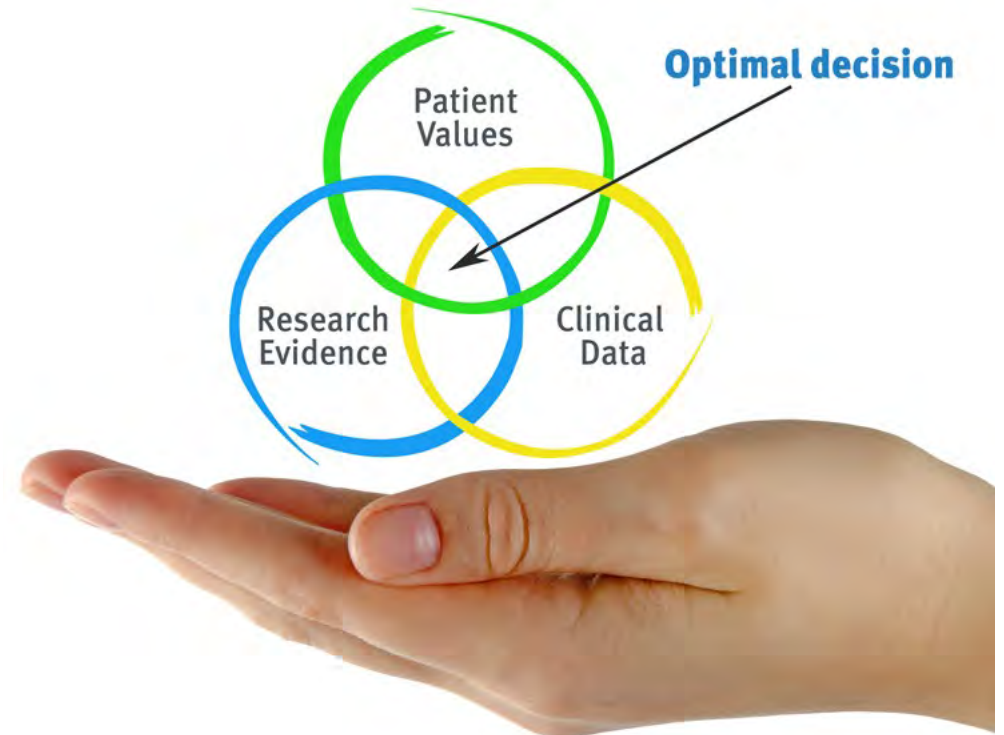 Optimal decision
Patient
Values
Research
Evidence
Clinical
Data